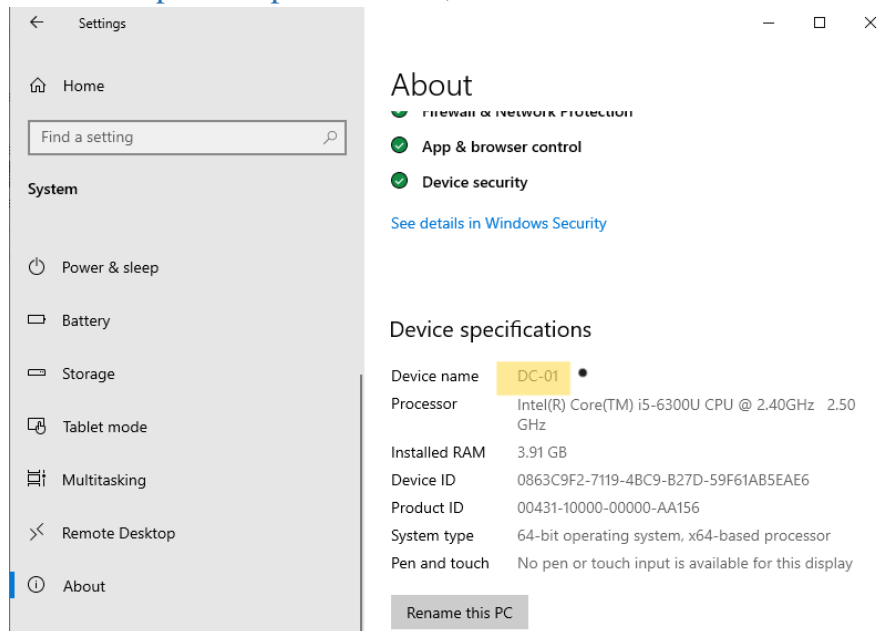 Settings
Home
Find a setting
System
Power & sleep
Battery
Storage
Tablet mode
Multitasking
Remote Desktop
About
About
Firewall & Network Protection
App & browser control
Device security
See details in Windows Security
Device specifications
Device name DC-01
Processor Intel(R) Core(TM) i5-6300U CPU @ 2.40GHz 2.50
GHz
Installed RAM 3.91 GB
Device ID 0863C9F2-7119-4BC9-B27D-59F61AB5EAE6
Product ID 00431-10000-00000-AA156
System type 64-bit operating system, x64-based processor
Pen and touch No pen or touch input is available for this display
Rename this PC